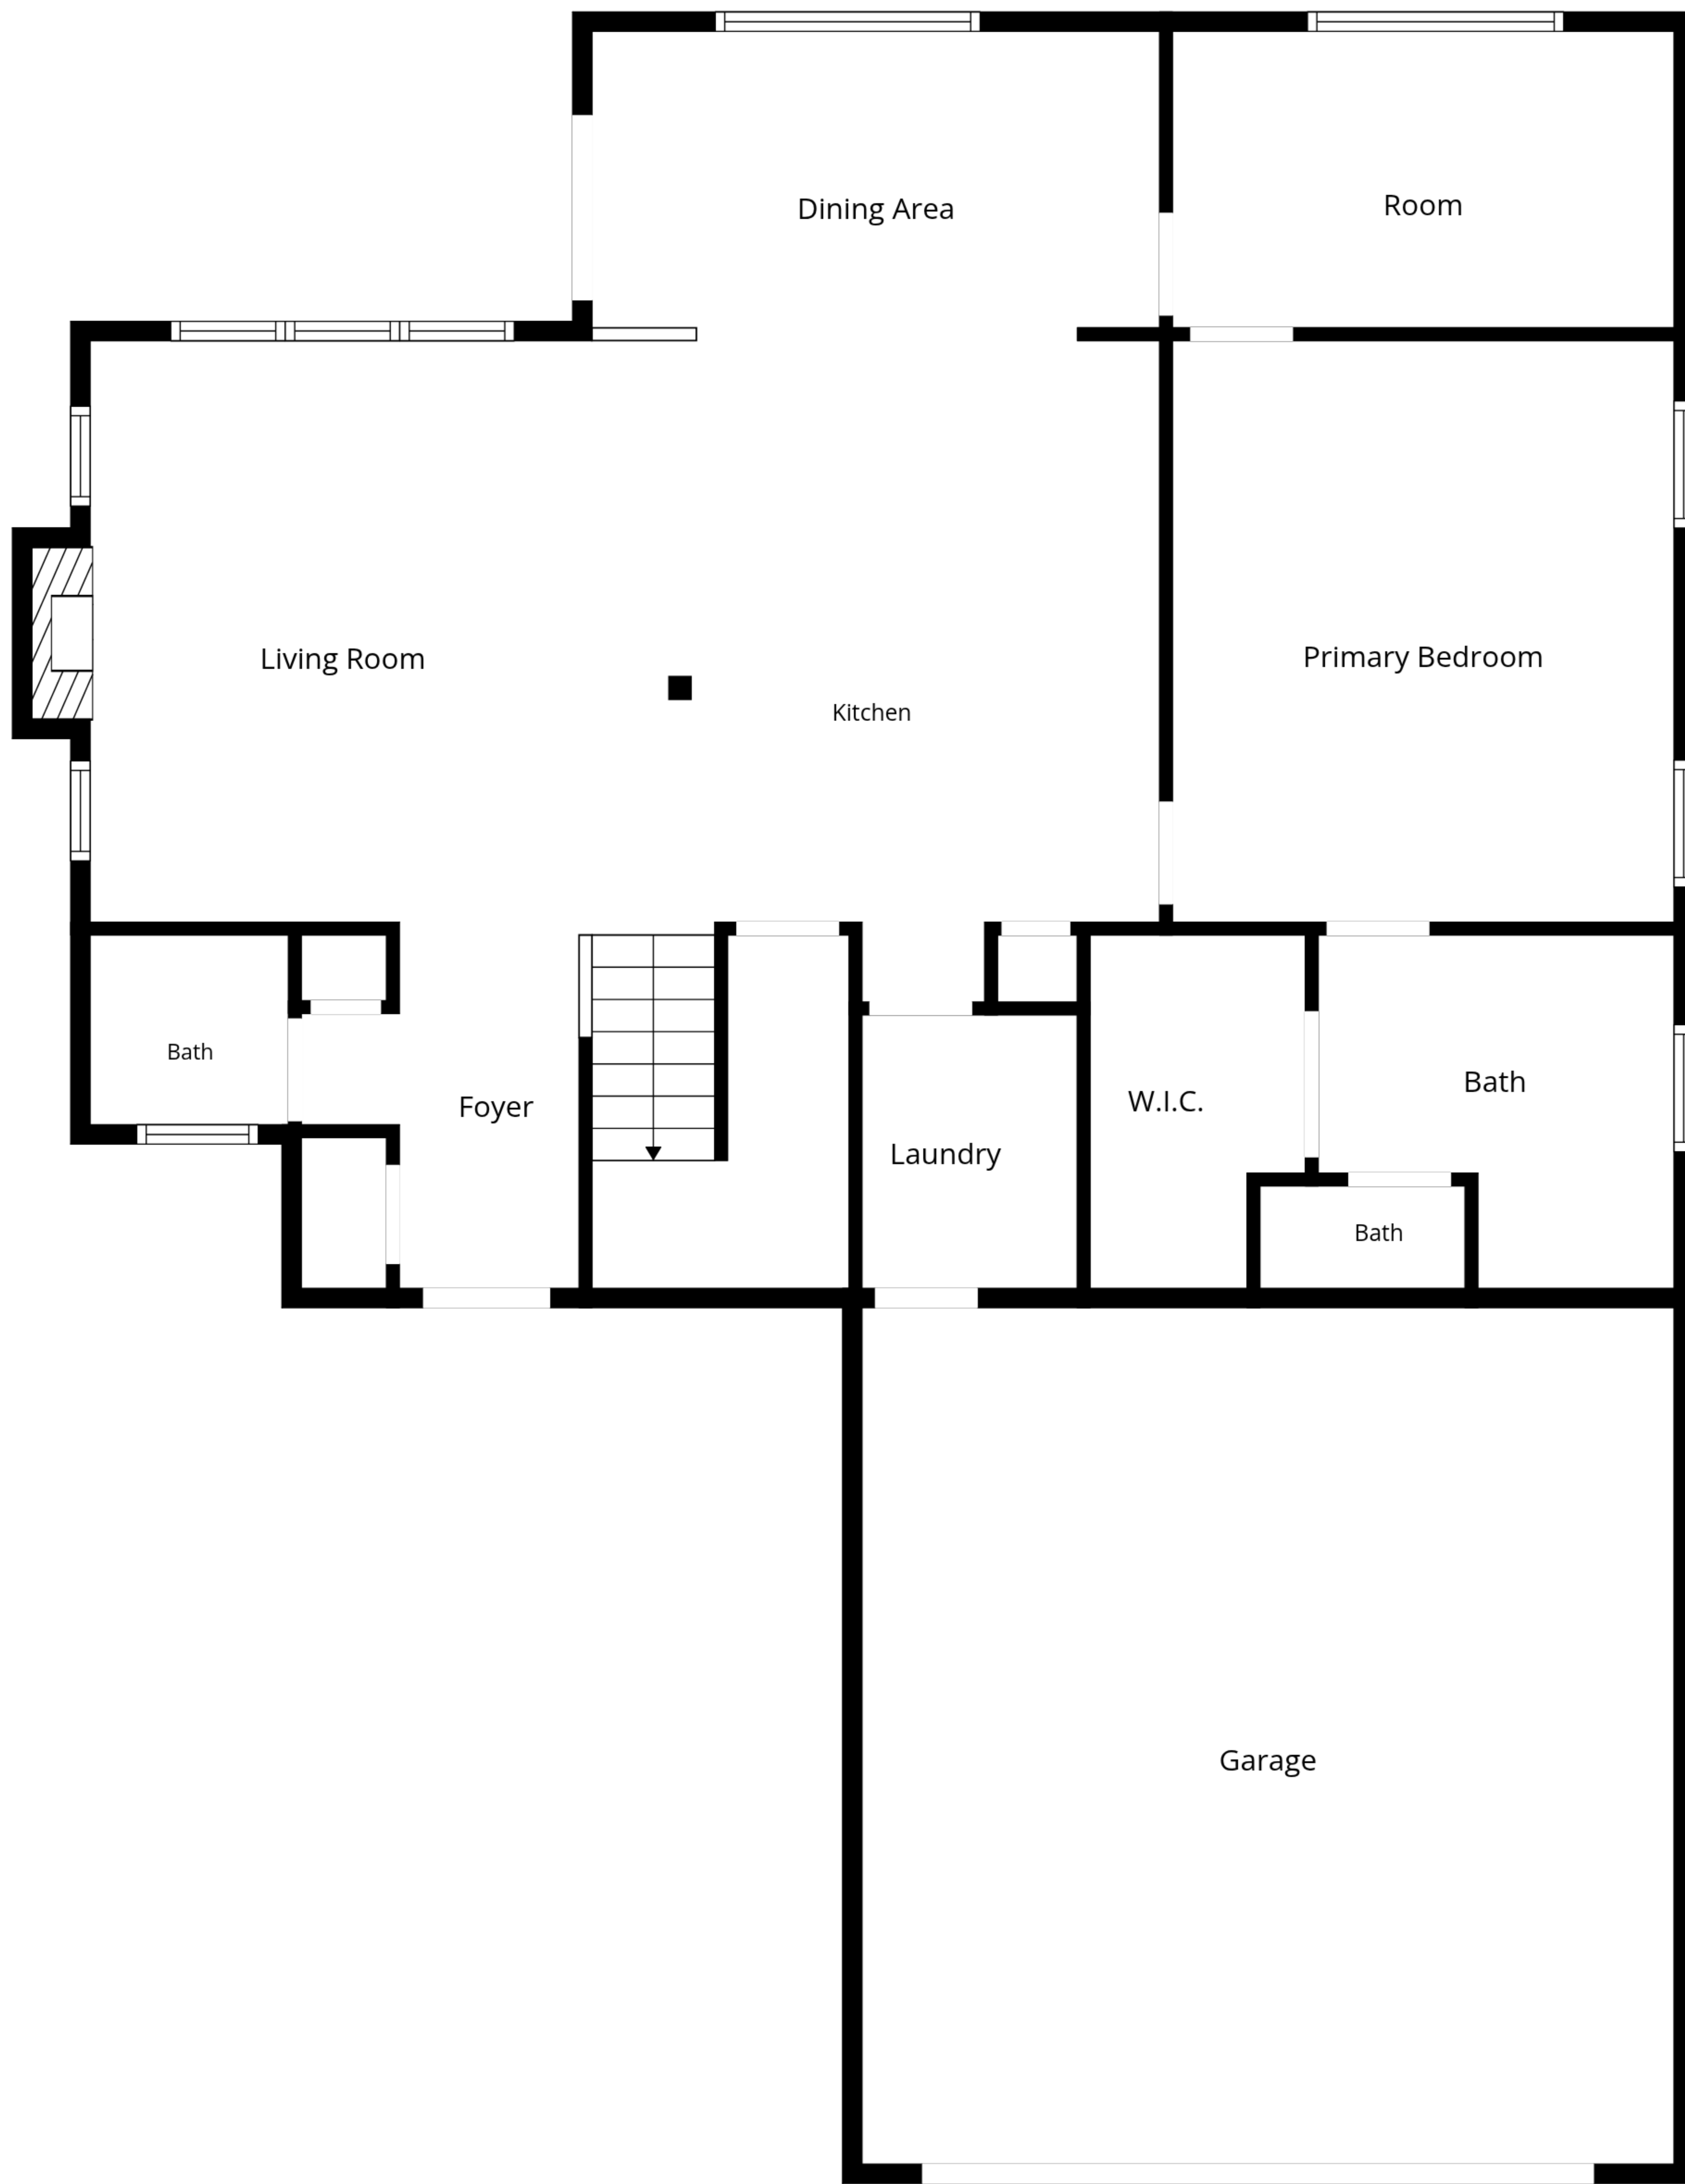 Dining Area
Room
Living Room
Primary Bedroom
Kitchen
Bath
Foyer
Laundry
W.I.C.
Bath
Bath
Garage